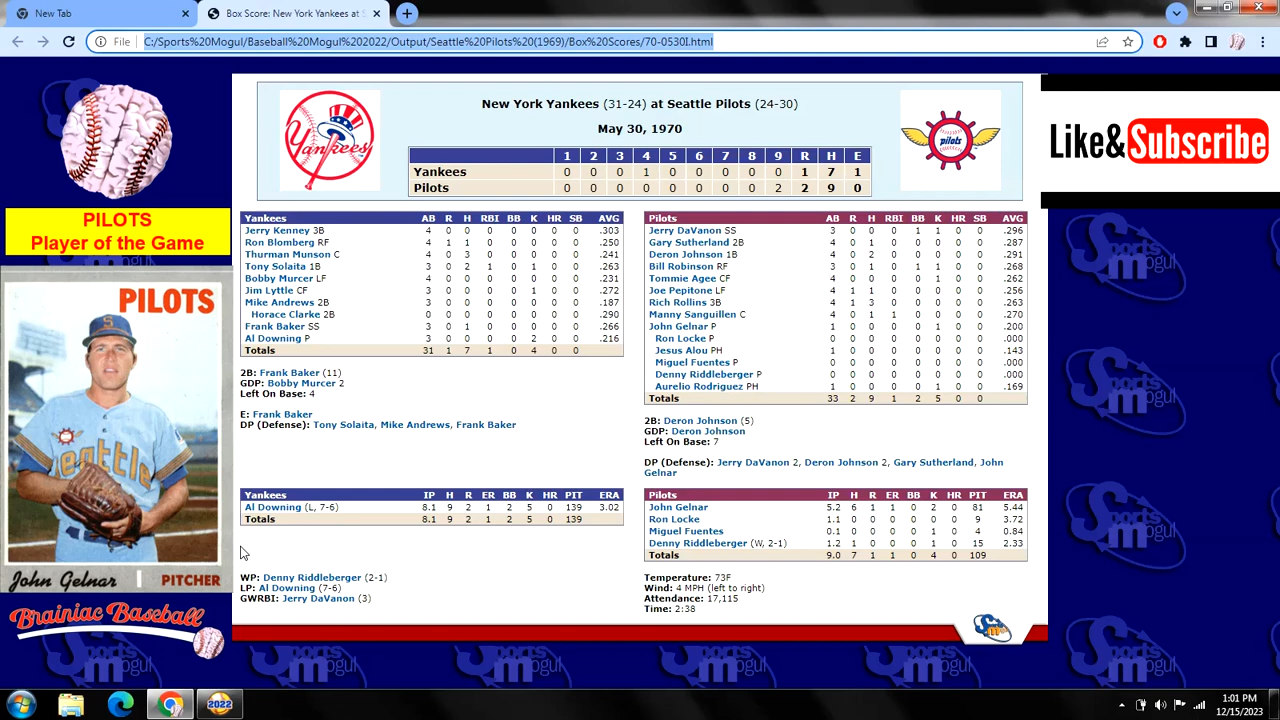 New Tab
Box Score: New York Yankees at S
File
C:/Sports%20Mogul/Baseball%20Mogul%202022/Output/Seattle%20Pilots%20(1969)/Box%20Scores/70-0530I.html
New York Yankees (31-24) at Seattle Pilots (24-30)
May 30, 1970
1 2 3 4 5 6 7 8 9 R H E
Yankees 0 0 0 1 0 0 0 0 0 1 7 1
Pilots 0 0 0 0 0 0 0 0 2 2 9 0
Yankees
pilots
Like& Subscribe
PILOTS
Player of the Game
PILOTS
Seattle
John Gelnar PITCHER
Brainiac Baseball
Yankees AB R H RBI BB K HR SB AVG
Jerry Kenney 3B 4 0 0 0 0 0 0 0 .303
Ron Blomberg RF 4 1 1 0 0 0 0 0 .250
Thurman Munson C 4 0 3 0 0 0 0 0 .241
Tony Solaita 1B 3 0 2 1 0 1 0 0 .263
Bobby Murcer LF 4 0 0 0 0 0 0 0 .231
Jim Lyttle CF 3 0 0 0 0 1 0 0 .272
Mike Andrews 2B 3 0 0 0 0 0 0 0 .187
Horace Clarke 2B 0 0 0 0 0 0 0 0 .290
Frank Baker SS 3 0 1 0 0 0 0 0 .266
Al Downing P 3 0 0 0 0 2 0 0 .216
Totals 31 1 7 1 0 4 0 0
2B: Frank Baker (11)
GDP: Bobby Murcer 2
Left On Base: 4
E: Frank Baker
DP (Defense): Tony Solaita, Mike Andrews, Frank Baker
Yankees IP H R ER BB K HR PIT ERA
Al Downing (L, 7-6) 8.1 9 2 1 2 5 0 139 3.02
Totals 8.1 9 2 1 2 5 0 139
WP: Denny Riddleberger (2-1)
LP: Al Downing (7-6)
GWRBI: Jerry DaVanon (3)
Pilots AB R H RBI BB K HR SB AVG
Jerry DaVanon SS 3 0 0 0 1 1 0 0 .296
Gary Sutherland 2B 4 0 1 0 0 0 0 0 .287
Deron Johnson 1B 4 0 2 0 0 0 0 0 .291
Bill Robinson RF 3 0 1 0 1 1 0 0 .268
Tommie Agee CF 4 0 0 0 0 1 0 0 .262
Joe Pepitone LF 4 1 1 0 0 0 0 0 .256
Rich Rollins 3B 4 1 3 0 0 0 0 0 .263
Manny Sanguillen C 4 0 1 1 0 0 0 0 .270
John Gelnar P 1 0 0 0 0 1 0 0 .200
Ron Locke P 0 0 0 0 0 0 0 0 .000
Jesus Alou PH 1 0 0 0 0 0 0 0 .143
Miguel Fuentes P 0 0 0 0 0 0 0 0 .000
Denny Riddleberger P 0 0 0 0 0 0 0 0 .000
Aurelio Rodriguez PH 1 0 0 0 0 1 0 0 .169
Totals 33 2 9 1 2 5 0 0
2B: Deron Johnson (5)
GDP: Deron Johnson
Left On Base: 7
DP (Defense): Jerry DaVanon 2, Deron Johnson 2, Gary Sutherland, John
Gelnar
Pilots IP H R ER BB K HR PIT ERA
John Gelnar 5.2 6 1 1 0 2 0 81 5.44
Ron Locke 1.1 0 0 0 0 0 0 9 3.72
Miguel Fuentes 0.1 0 0 0 0 1 0 4 0.84
Denny Riddleberger (W, 2-1) 1.2 1 0 0 0 1 0 15 2.33
Totals 9.0 7 1 1 0 4 0 109
Temperature: 73F
Wind: 4 MPH (left to right)
Attendance: 17,115
Time: 2:38
Sports Mogul
2022
1:01 PM
12/15/2023